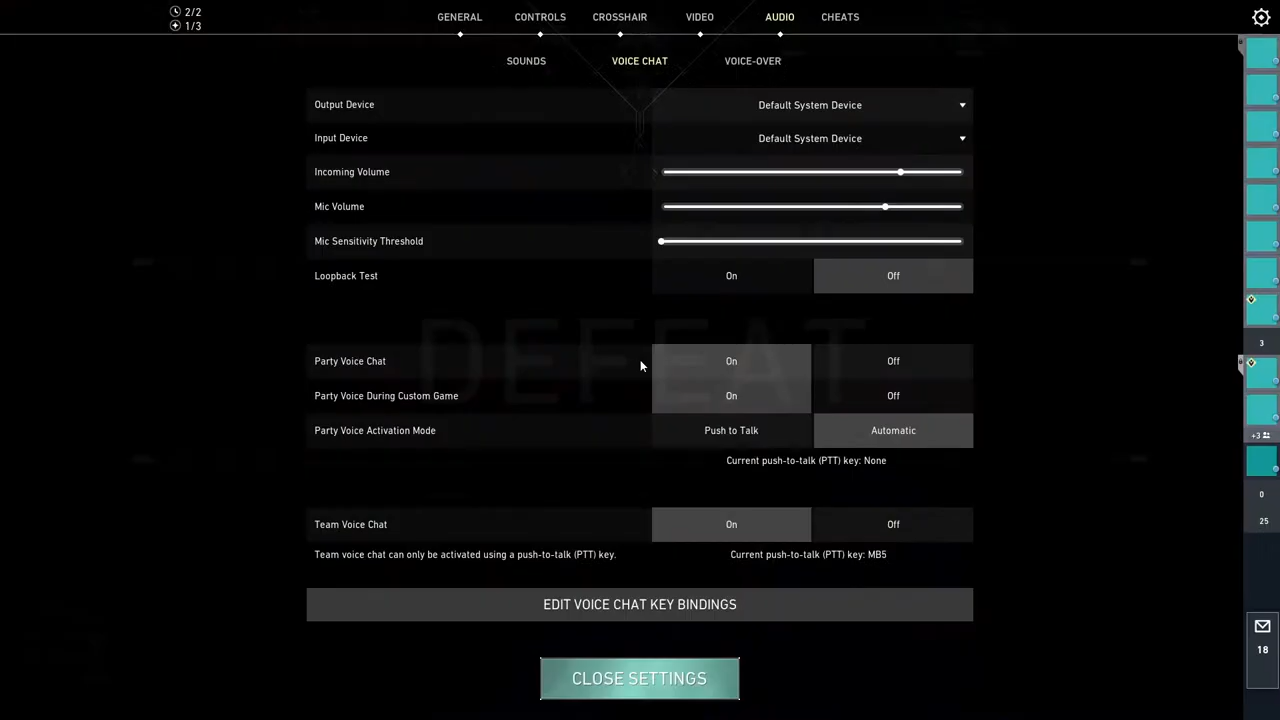 2/2
1/3
GENERAL CONTROLS CROSSHAIR VIDEO AUDIO CHEATS
SOUNDS VOICE CHAT VOICE-OVER
Output Device Default System Device
Input Device Default System Device
Incoming Volume
Mic Volume
Mic Sensitivity Threshold
Loopback Test On Off
DEFEAT
Party Voice Chat On Off
Party Voice During Custom Game On Off
Party Voice Activation Mode Push to Talk Automatic
Current push-to-talk (PTT) key: None
Team Voice Chat On Off
Team voice chat can only be activated using a push-to-talk (PTT) key. Current push-to-talk (PTT) key: MB5
EDIT VOICE CHAT KEY BINDINGS
CLOSE SETTINGS
3
+3
0
25
18